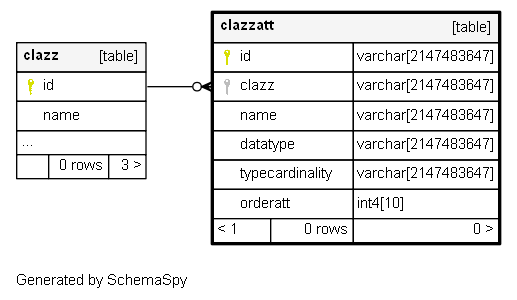 clazz [table]
id
name
...
0 rows 3 >
clazzatt [table]
id varchar[2147483647]
clazz varchar[2147483647]
name varchar[2147483647]
datatype varchar[2147483647]
typecardinality varchar[2147483647]
orderatt int4[10]
< 1 0 rows 0 >
Generated by SchemaSpy